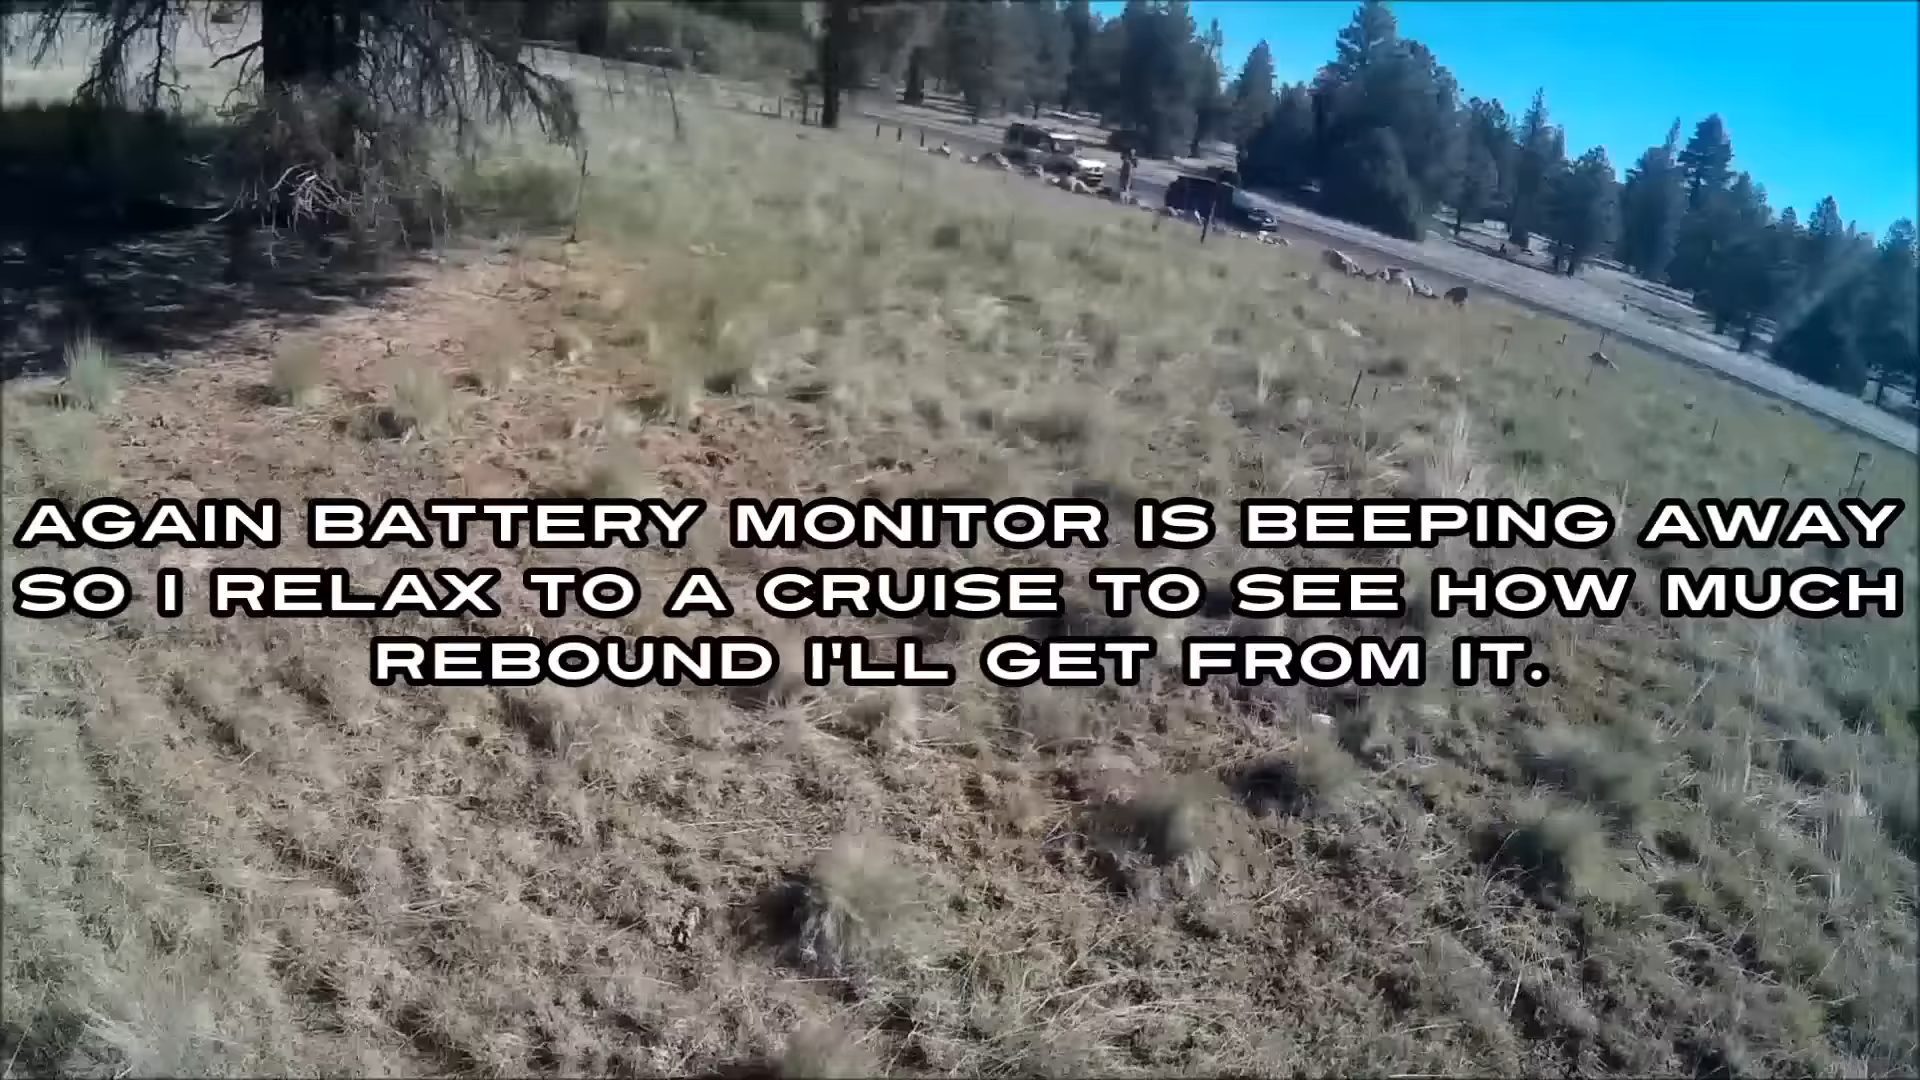 AGAIN BATTERY MONITOR IS BEEPING AWAY
SO I RELAX TO A CRUISE TO SEE HOW MUCH
REBOUND I'LL GET FROM IT.